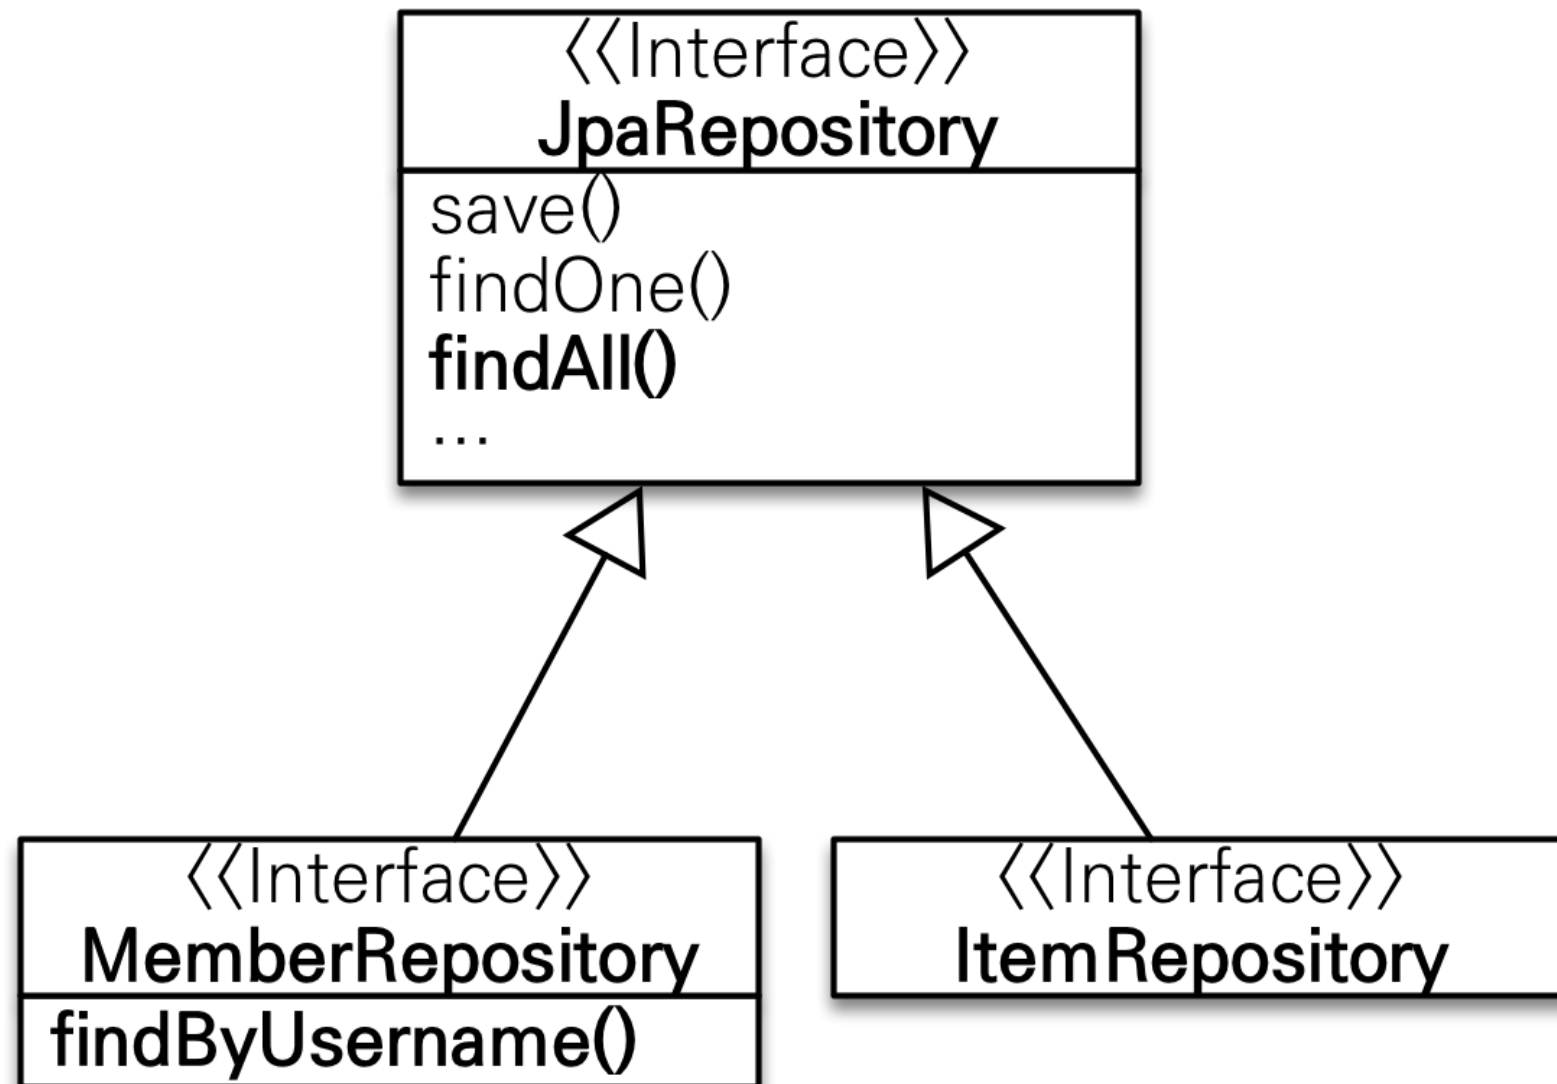 〈〈Interface〉〉
JpaRepository
save()
findOne()
findAll()
…
〈〈Interface〉〉
MemberRepository
findByUsername()
〈〈Interface〉〉
ItemRepository